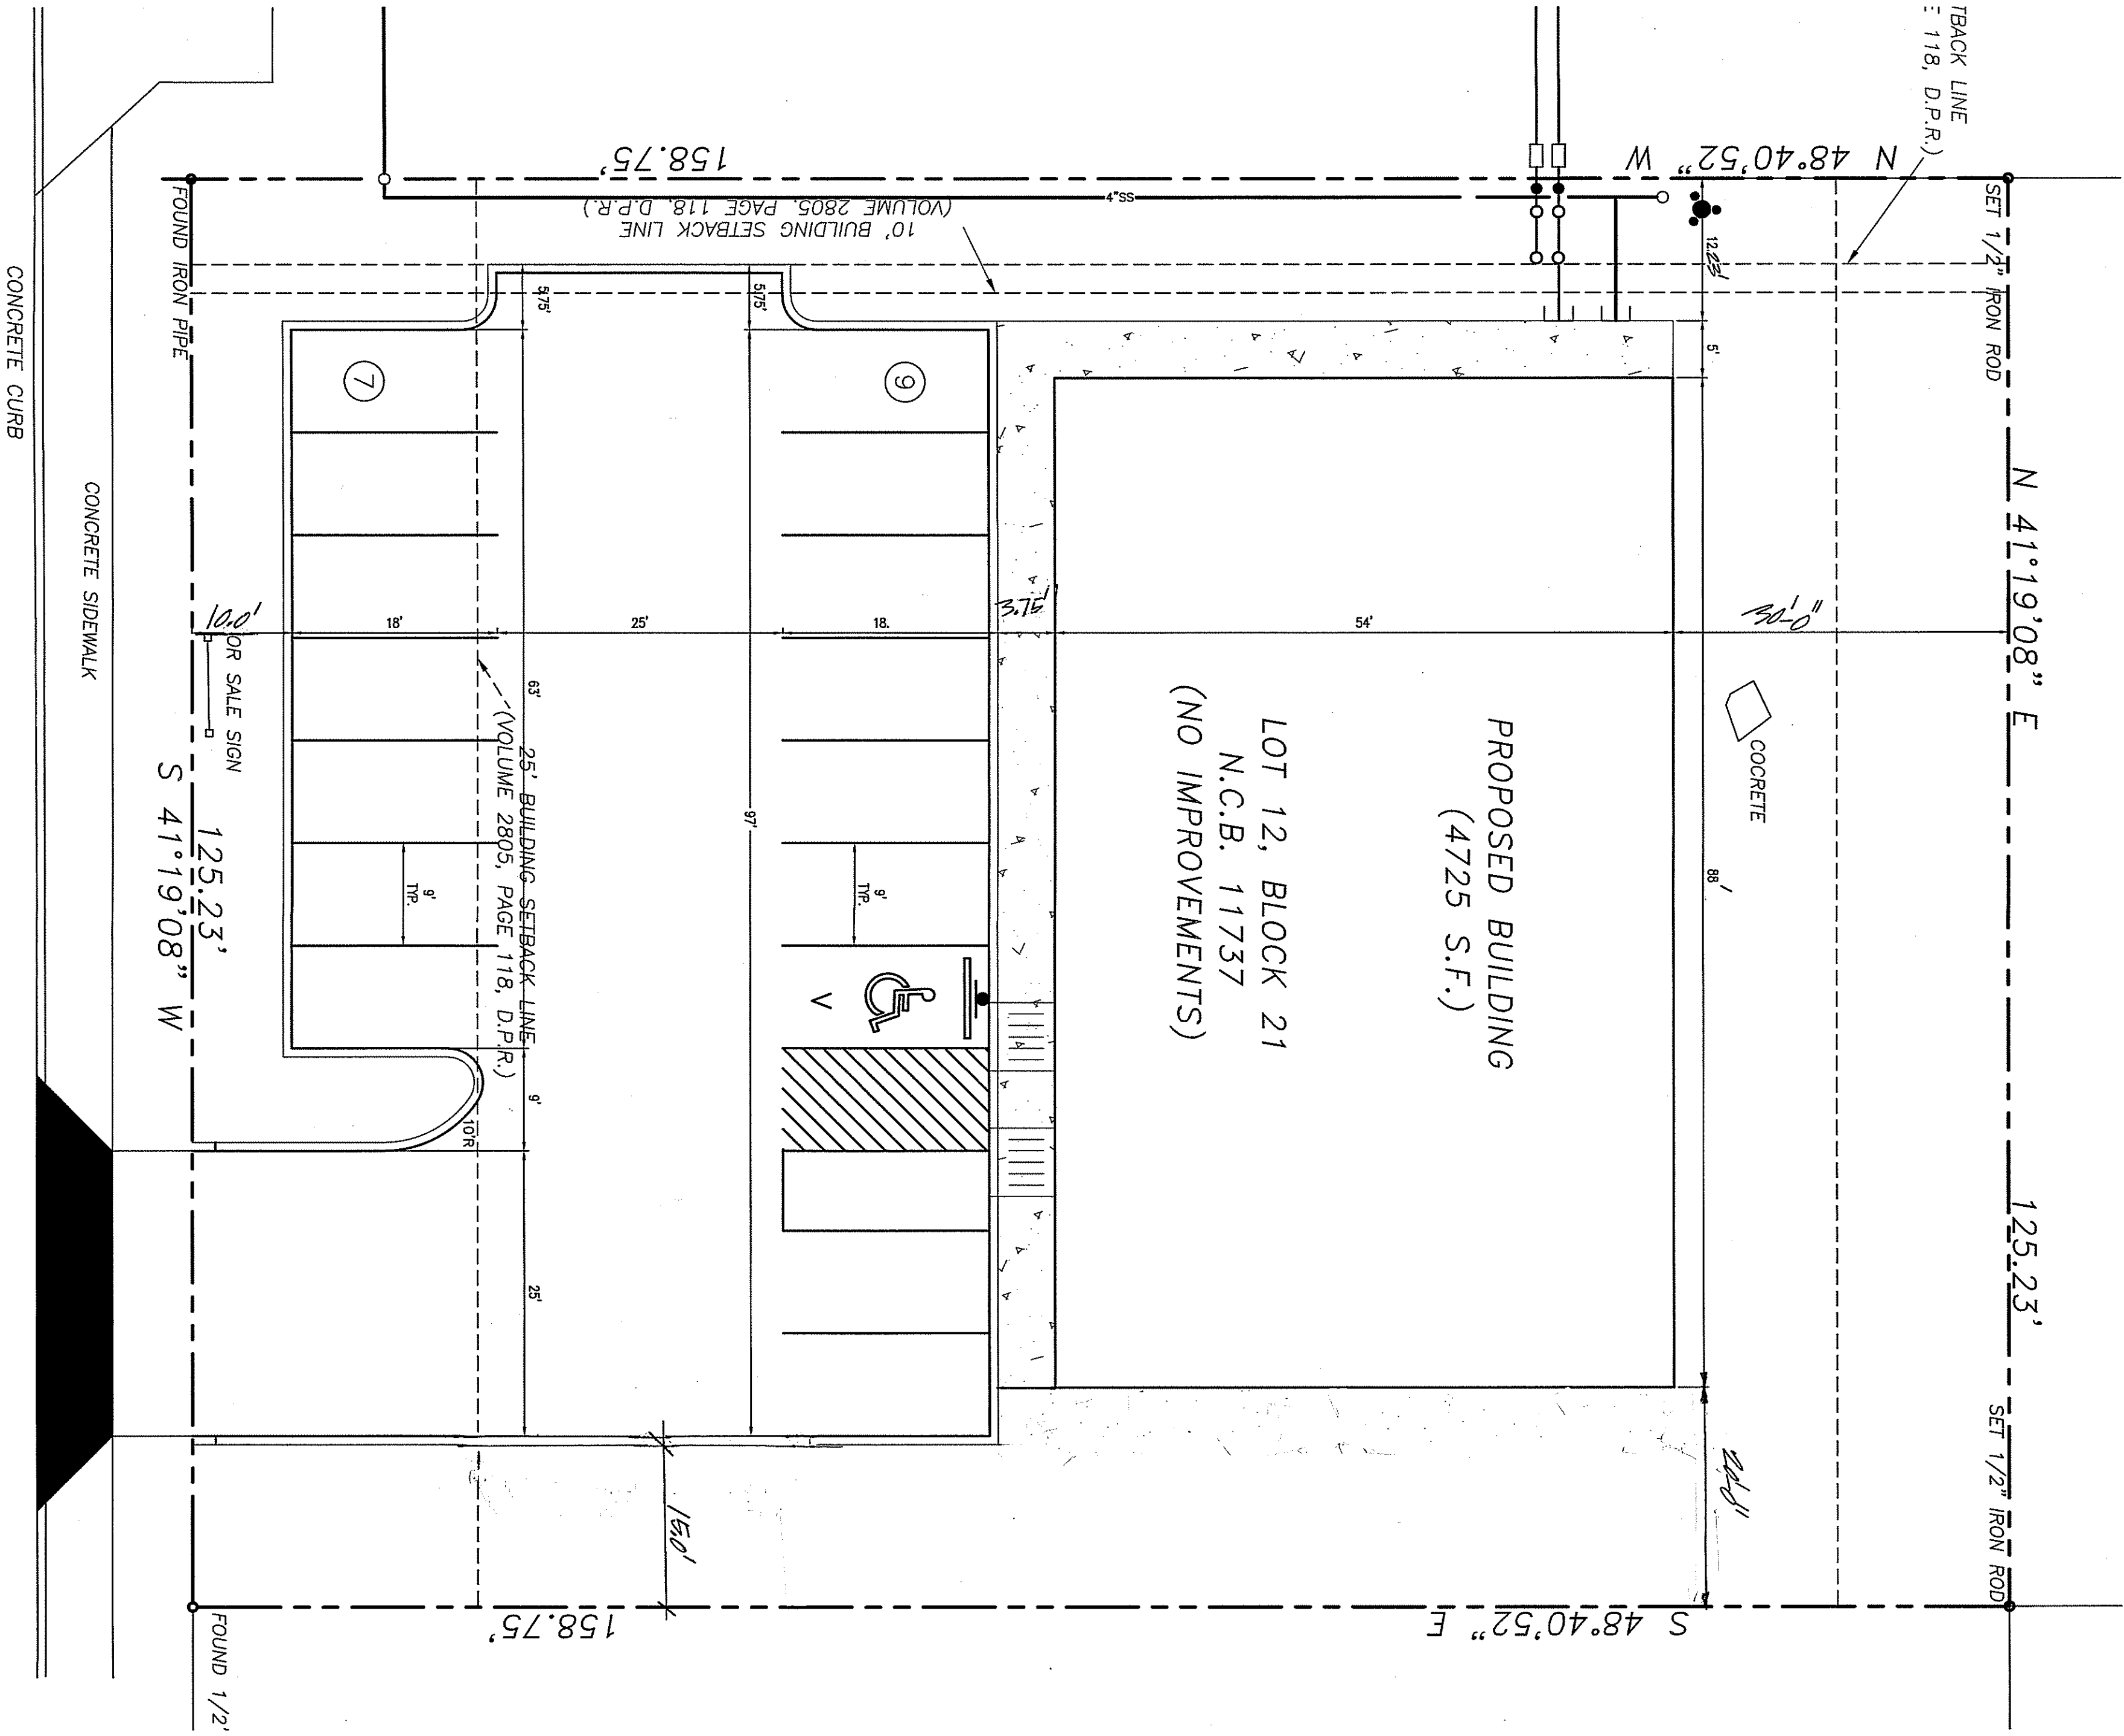 TBACK LINE
118, D.P.R.)
N 48°40'52" W
158.75'
SET 1/2" IRON ROD
N 41°19'08" E
125.23'
SET 1/2" IRON ROD
10' BUILDING SETBACK LINE
(VOLUME 2805, PAGE 118, D.P.R.)
4"SS
12.23'
5'
FOUND IRON PIPE
CONCRETE CURB
CONCRETE SIDEWALK
5.75'
5.75'
7
9
10.0'
18'
25'
18.
54'
30'-0"
OR SALE SIGN
63'
97'
88'
COCRETE
PROPOSED BUILDING
(4725 S.F.)
LOT 12, BLOCK 21
N.C.B. 11737
(NO IMPROVEMENTS)
25' BUILDING SETBACK LINE
(VOLUME 2805, PAGE 118, D.P.R.)
9'
TYP.
9'
TYP.
V
9'
10'R
25'
125.23'
S 41°19'08" W
15.0'
158.75'
S 48°40'52" E
FOUND 1/2'